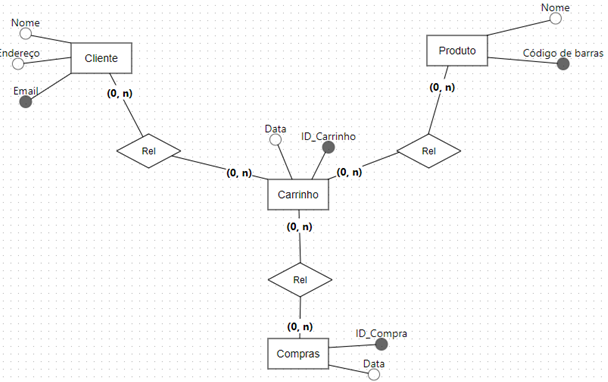 Nome
Endereço
Email
Cliente
(0, n)
Rel
(0, n)
Nome
Código de barras
Produto
(0, n)
Rel
(0, n)
Data
ID_Carrinho
Carrinho
(0, n)
Rel
(0, n)
Compras
ID_Compra
Data